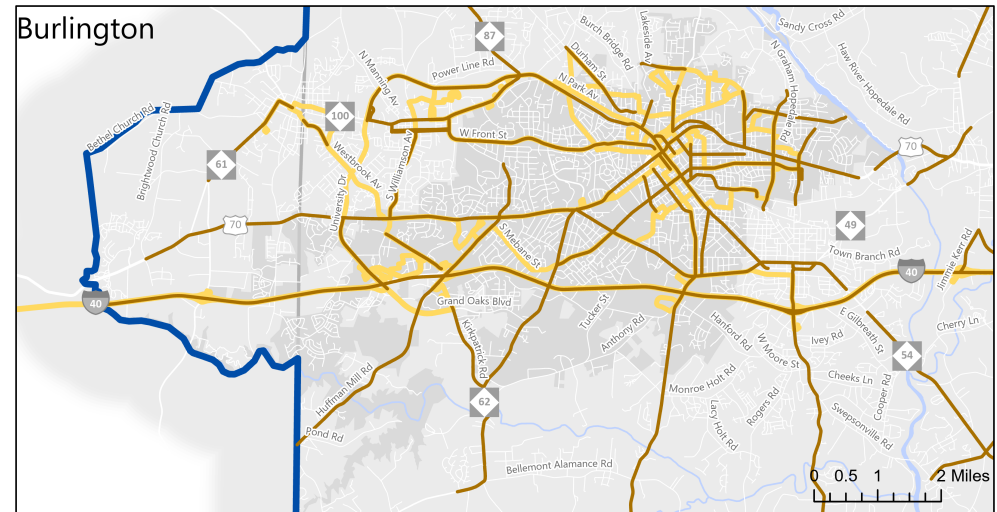 Burlington
Sandy Cross Rd
Lakeside Av
Burch Bridge Rd
87
Durham St
N Graham Hopedale Rd
Haw River Hopedale Rd
N Manning Av
Power Line Rd
N Park Av
Bethel Church Rd
100
W Front St
70
Brightwood Church Rd
61
Westbrook Av
S Williamson Av
University Dr
70
49
S Mebane St
Town Branch Rd
Jimmie Kerr Rd
40
40
Grand Oaks Blvd
Tucker St
Anthony Rd
Hanford Rd
E Gilbreath St
Cherry Ln
Kirkpatrick Rd
W Moore St
Ivey Rd
54
Huffman Mill Rd
Monroe Holt Rd
Cheeks Ln
Cooper Rd
62
Rogers Rd
Lacy Holt Rd
Swepsonville Rd
Pond Rd
Bellemont Alamance Rd
0 0.5 1 2 Miles